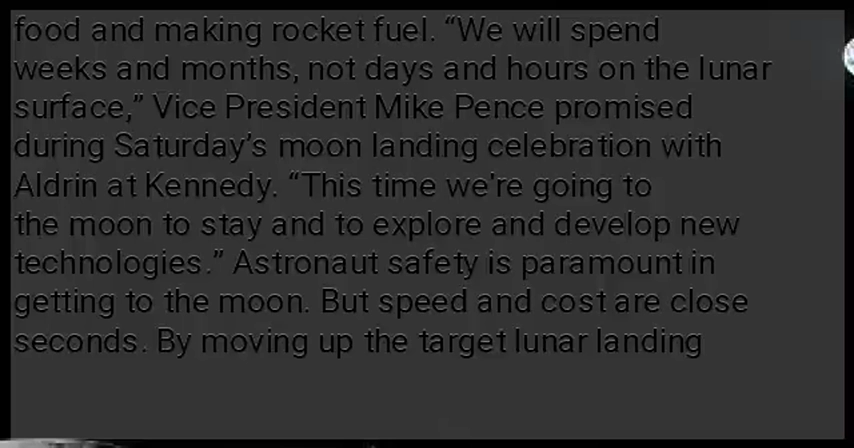 food and making rocket fuel. “We will spend
weeks and months, not days and hours on the lunar
surface,” Vice President Mike Pence promised
during Saturday’s moon landing celebration with
Aldrin at Kennedy. “This time we're going to
the moon to stay and to explore and develop new
technologies.” Astronaut safety is paramount in
getting to the moon. But speed and cost are close
seconds. By moving up the target lunar landing